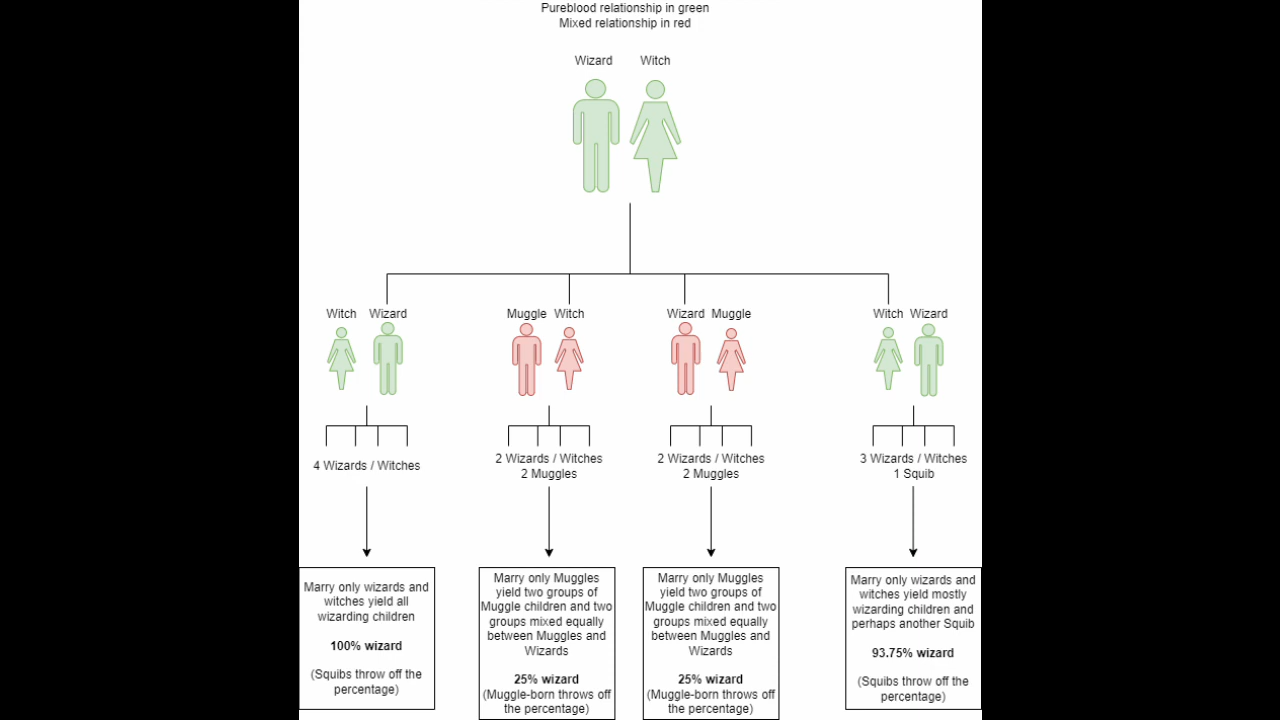 Pureblood relationship in green
Mixed relationship in red
Wizard Witch
Witch Wizard
Muggle Witch
Wizard Muggle
Witch Wizard
4 Wizards / Witches
2 Wizards / Witches
2 Muggles
2 Wizards / Witches
2 Muggles
3 Wizards / Witches
1 Squib
Marry only wizards and
witches yield all
wizarding children
100% wizard
(Squibs throw off the
percentage)
Marry only Muggles
yield two groups of
Muggle children and two
groups mixed equally
between Muggles and
Wizards
25% wizard
(Muggle-born throws off
the percentage)
Marry only Muggles
yield two groups of
Muggle children and two
groups mixed equally
between Muggles and
Wizards
25% wizard
(Muggle-born throws off
the percentage)
Marry only wizards and
witches yield mostly
wizarding children and
perhaps another Squib
93.75% wizard
(Squibs throw off the
percentage)